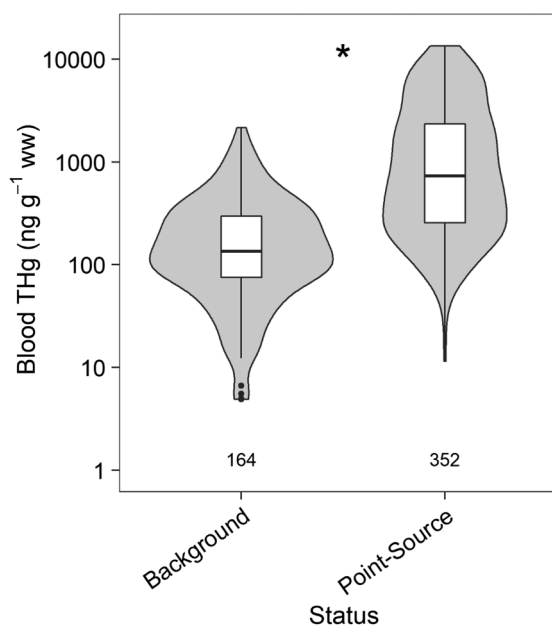 *
10000
1000
100
10
1
Blood THg (ng g⁻¹ ww)
164 352
Background Point-Source
Status